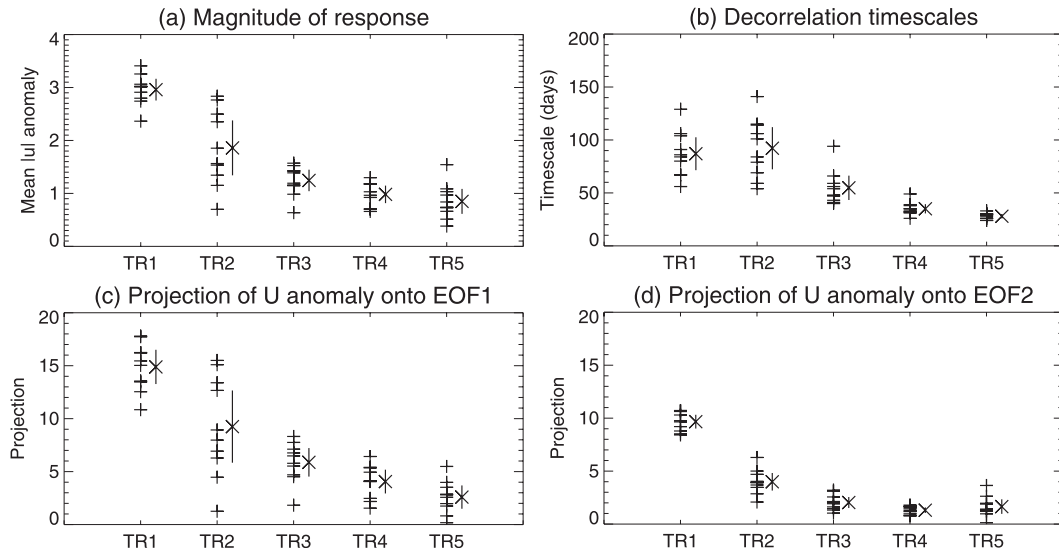 (a) Magnitude of response
(b) Decorrelation timescales
Mean |u| anomaly
4
3
2
1
0
TR1 TR2 TR3 TR4 TR5
Timescale (days)
200
150
100
50
0
TR1 TR2 TR3 TR4 TR5
(c) Projection of U anomaly onto EOF1
(d) Projection of U anomaly onto EOF2
Projection
20
15
10
5
0
TR1 TR2 TR3 TR4 TR5
Projection
20
15
10
5
0
TR1 TR2 TR3 TR4 TR5